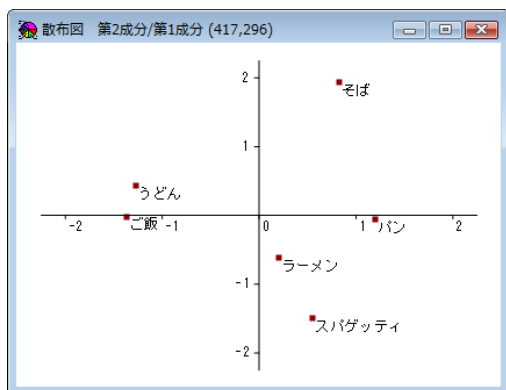 散布図 第2成分/第1成分 (417,296)
2
そば
1
うどん
-2
ご飯
-1
0
1
パン
2
ラーメン
-1
スパゲッティ
-2